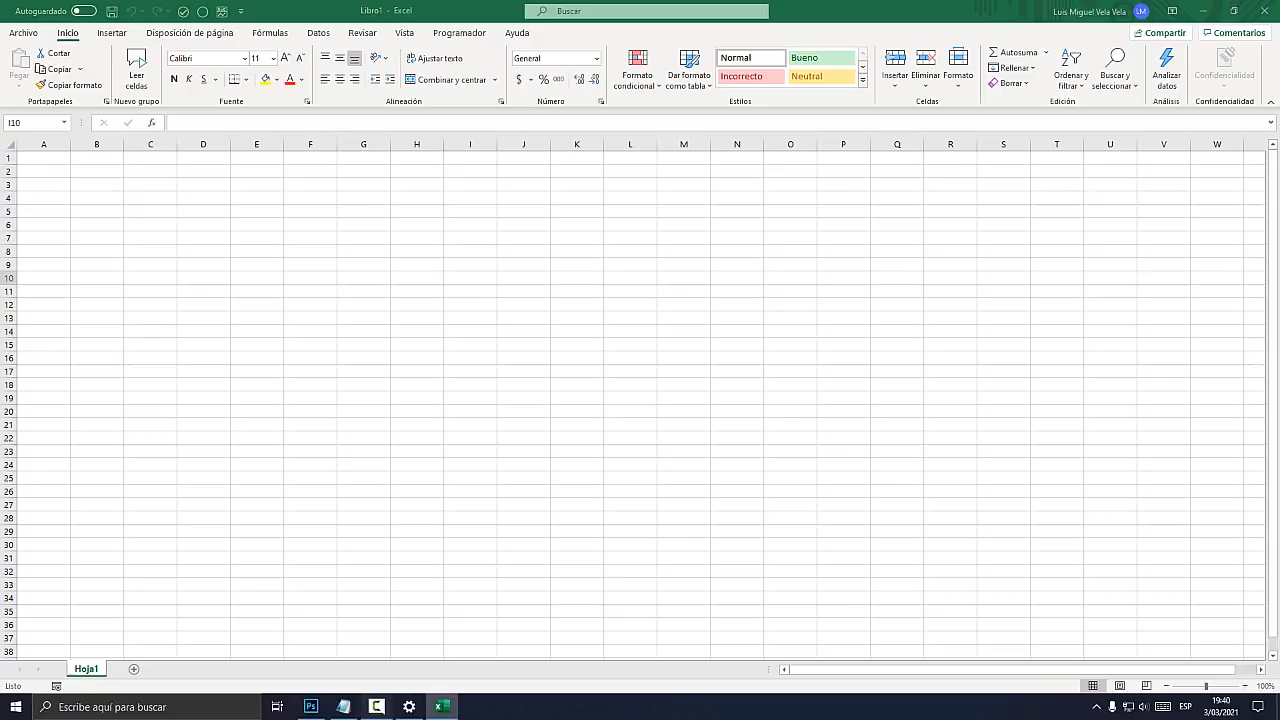 Autoguardado
Libro1 - Excel
Buscar
Luis Miguel Vela Vela
LM
Archivo Inicio Insertar Disposición de página Fórmulas Datos Revisar Vista Programador Ayuda
Compartir Comentarios
Pegar
Cortar
Copiar
Copiar formato
Portapapeles
Leer celdas
Nuevo grupo
Calibri 11
N K S
Fuente
Ajustar texto
Combinar y centrar
Alineación
General
$ % 000
Número
Formato condicional
Dar formato como tabla
Normal Bueno
Incorrecto Neutral
Estilos
Insertar Eliminar Formato
Celdas
Autosuma
Rellenar
Borrar
Ordenar y filtrar
Buscar y seleccionar
Edición
Analizar datos
Análisis
Confidencialidad
Confidencialidad
I10
fx
A B C D E F G H I J K L M N O P Q R S T U V W
1
2
3
4
5
6
7
8
9
10
11
12
13
14
15
16
17
18
19
20
21
22
23
24
25
26
27
28
29
30
31
32
33
34
35
36
37
38
Hoja1
Listo
100%
Escribe aquí para buscar
Ps
ESP
19:40
3/03/2021